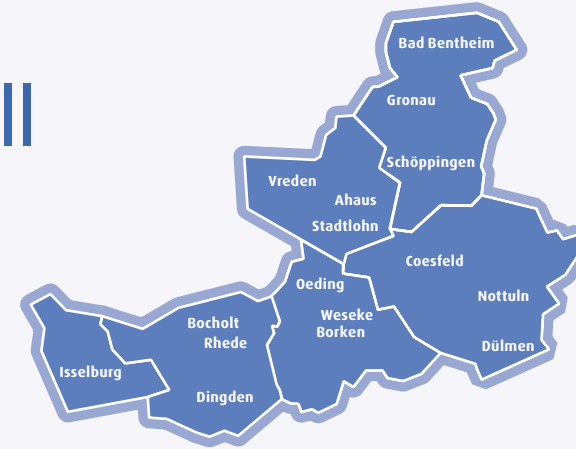 Bad Bentheim
Gronau
Schöppingen
Vreden
Ahaus
Stadtlohn
Coesfeld
Oeding
Nottuln
Weseke
Borken
Bocholt
Rhede
Dülmen
Isselburg
Dingden